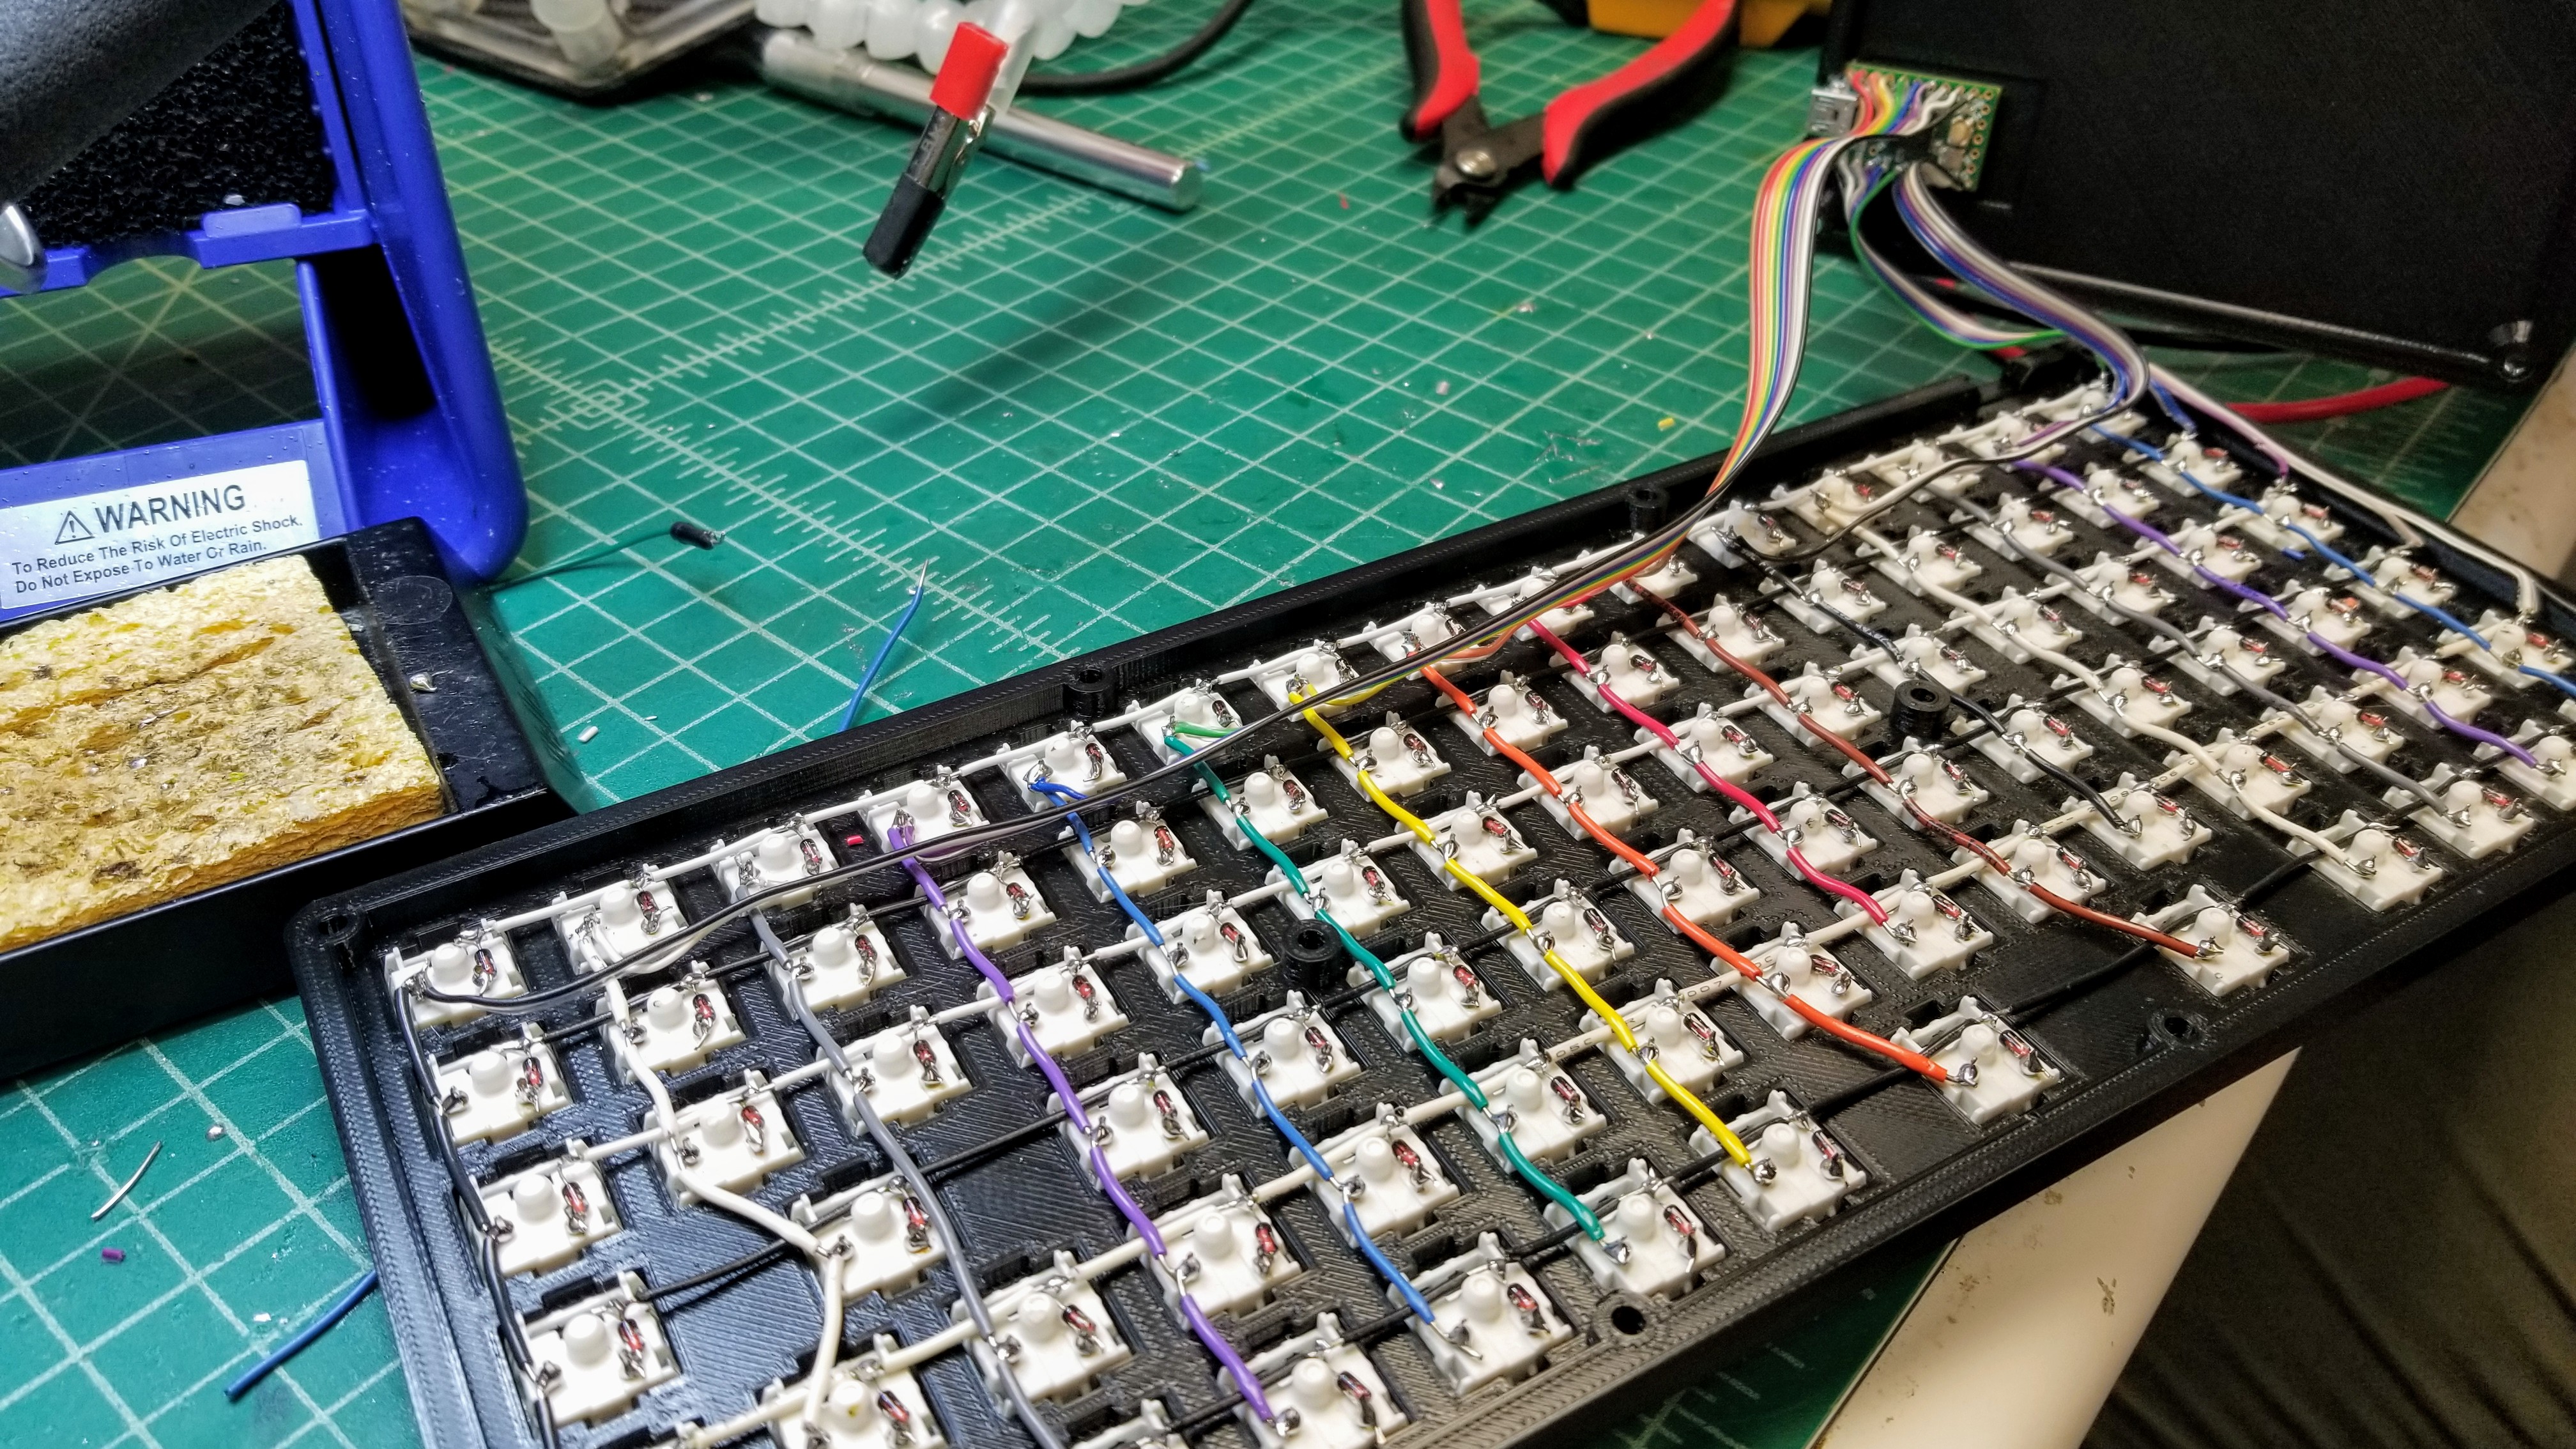 ⚠ WARNING
To Reduce The Risk Of Electric Shock.
Do Not Expose To Water Or Rain.